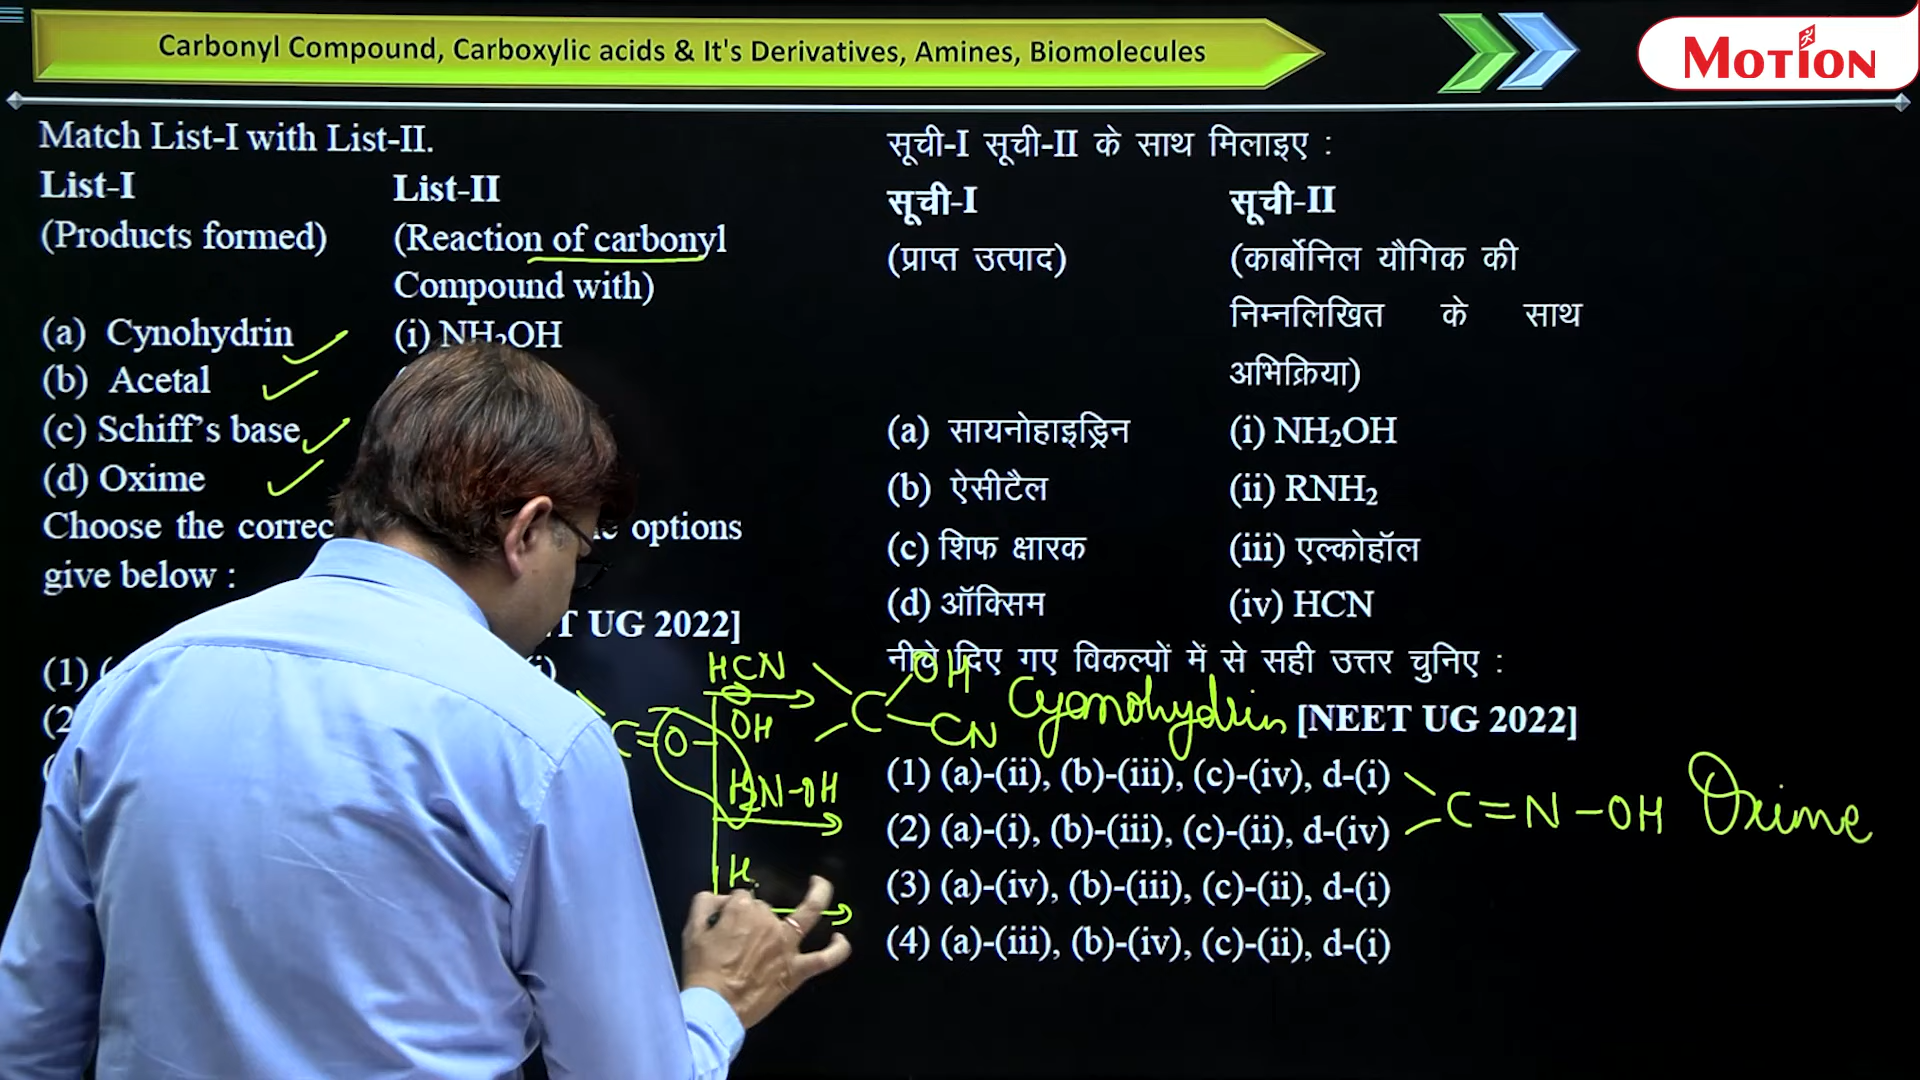 Carbonyl Compound, Carboxylic acids & It's Derivatives, Amines, Biomolecules
MOTION
Match List-I with List-II.
List-I List-II
(Products formed) (Reaction of carbonyl
Compound with)
(a) Cynohydrin (i) NH₂OH
(b) Acetal
(c) Schiff's base
(d) Oxime
Choose the options
give below :
UG 2022]
(1)
सूची-I सूची-II के साथ मिलाइए :
सूची-I सूची-II
(प्राप्त उत्पाद) (कार्बोनिल यौगिक की
निम्नलिखित के साथ
अभिक्रिया)
(a) सायनोहाइड्रिन (i) NH₂OH
(b) ऐसीटैल (ii) RNH₂
(c) शिफ क्षारक (iii) एल्कोहॉल
(d) ऑक्सिम (iv) HCN
नीचे दिए गए विकल्पों में से सही उत्तर चुनिए :
[NEET UG 2022]
(1) (a)-(ii), (b)-(iii), (c)-(iv), d-(i)
(2) (a)-(i), (b)-(iii), (c)-(ii), d-(iv)
(3) (a)-(iv), (b)-(iii), (c)-(ii), d-(i)
(4) (a)-(iii), (b)-(iv), (c)-(ii), d-(i)
HCN
OH
C=O
C OH
CN Cyanohydrin
H₂N-OH
C=N-OH Oxime
H